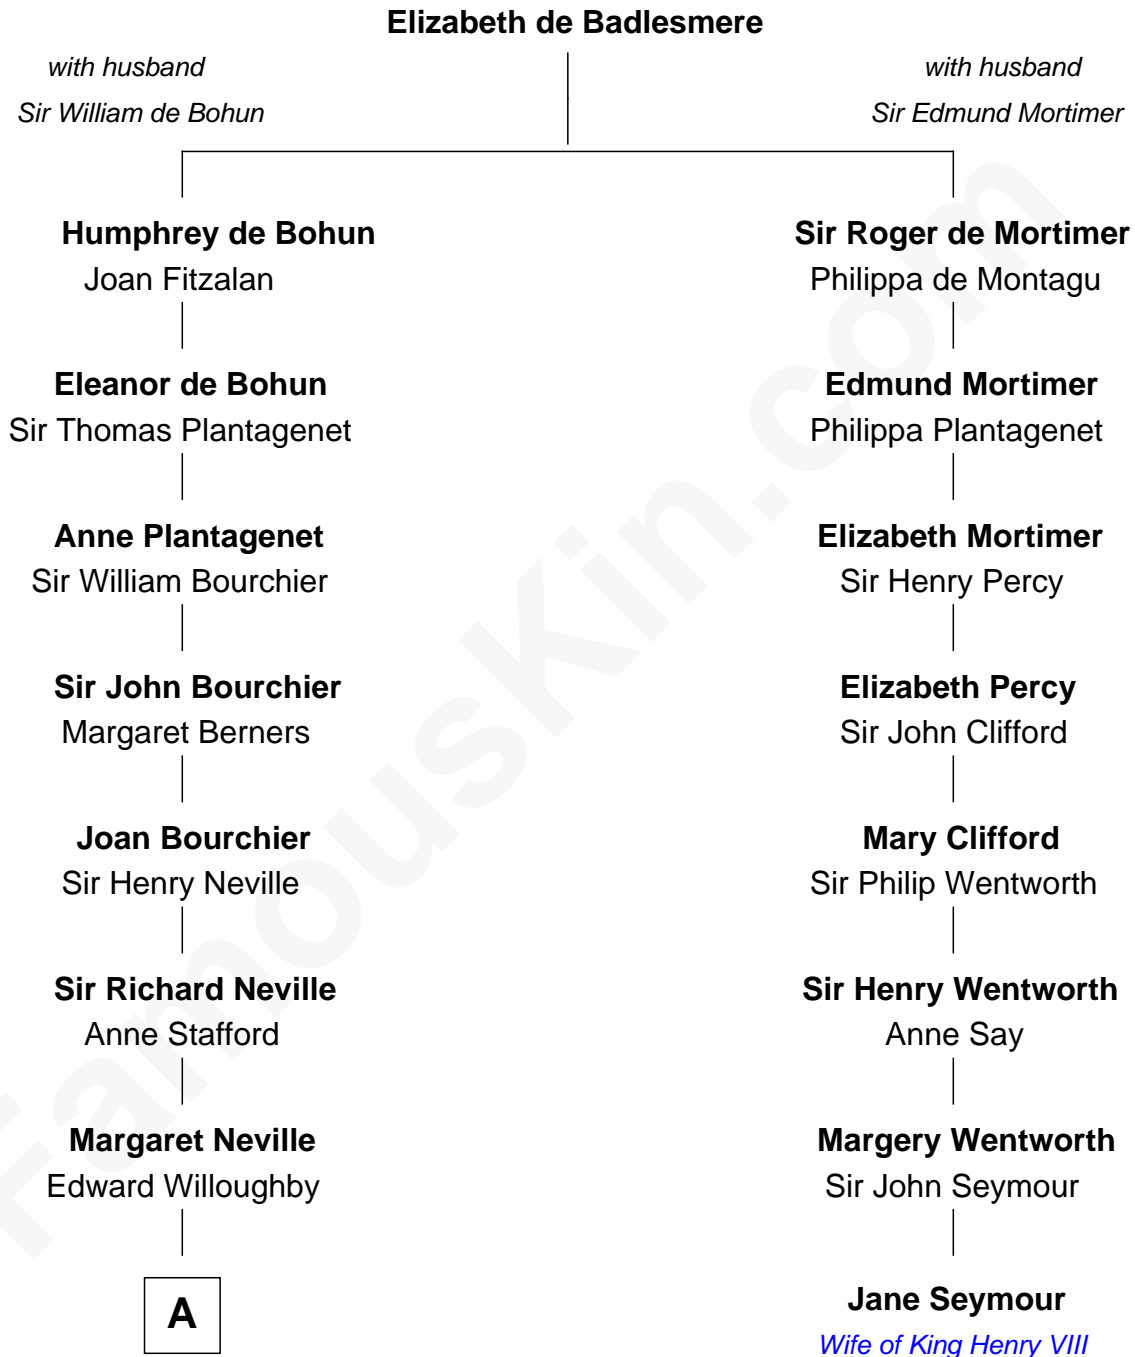 Elizabeth de Badlesmere
with husband
Sir William de Bohun
with husband
Sir Edmund Mortimer
Humphrey de Bohun
Joan Fitzalan
Eleanor de Bohun
Sir Thomas Plantagenet
Anne Plantagenet
Sir William Bourchier
Sir John Bourchier
Margaret Berners
Joan Bourchier
Sir Henry Neville
Sir Richard Neville
Anne Stafford
Margaret Neville
Edward Willoughby
A
Sir Roger de Mortimer
Philippa de Montagu
Edmund Mortimer
Philippa Plantagenet
Elizabeth Mortimer
Sir Henry Percy
Elizabeth Percy
Sir John Clifford
Mary Clifford
Sir Philip Wentworth
Sir Henry Wentworth
Anne Say
Margery Wentworth
Sir John Seymour
Jane Seymour
Wife of King Henry VIII
FamousKin.com